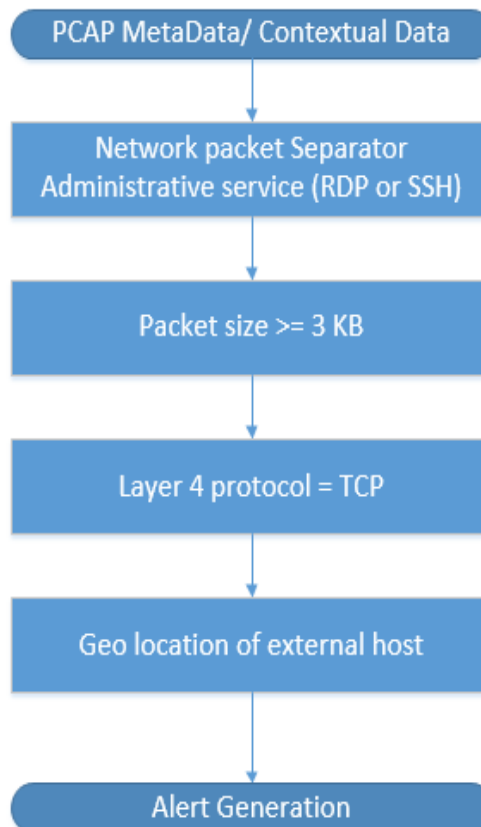 PCAP MetaData/ Contextual Data
Network packet Separator
Administrative service (RDP or SSH)
Packet size >= 3 KB
Layer 4 protocol = TCP
Geo location of external host
Alert Generation